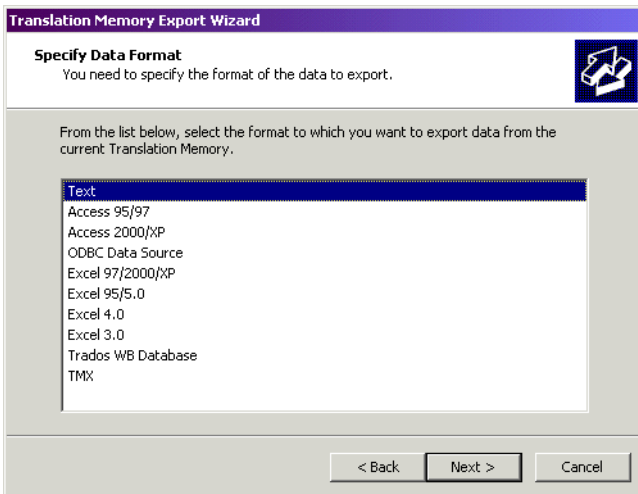 Translation Memory Export Wizard
Specify Data Format
You need to specify the format of the data to export.
From the list below, select the format to which you want to export data from the
current Translation Memory.
Text
Access 95/97
Access 2000/XP
ODBC Data Source
Excel 97/2000/XP
Excel 95/5.0
Excel 4.0
Excel 3.0
Trados WB Database
TMX
< Back Next > Cancel